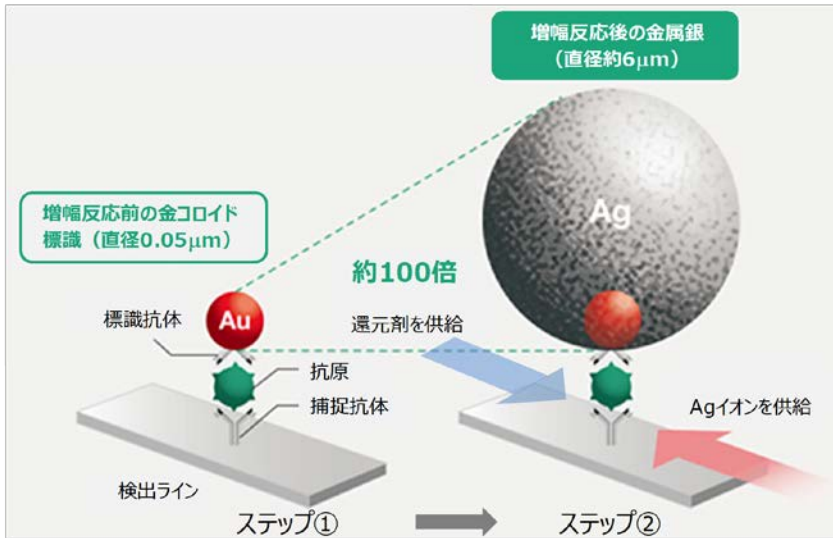 増幅反応後の金属銀
（直径約6μm）
Ag
増幅反応前の金コロイド
標識（直径0.05μm）
約100倍
標識抗体
Au
還元剤を供給
抗原
捕捉抗体
Agイオンを供給
検出ライン
ステップ①
ステップ②